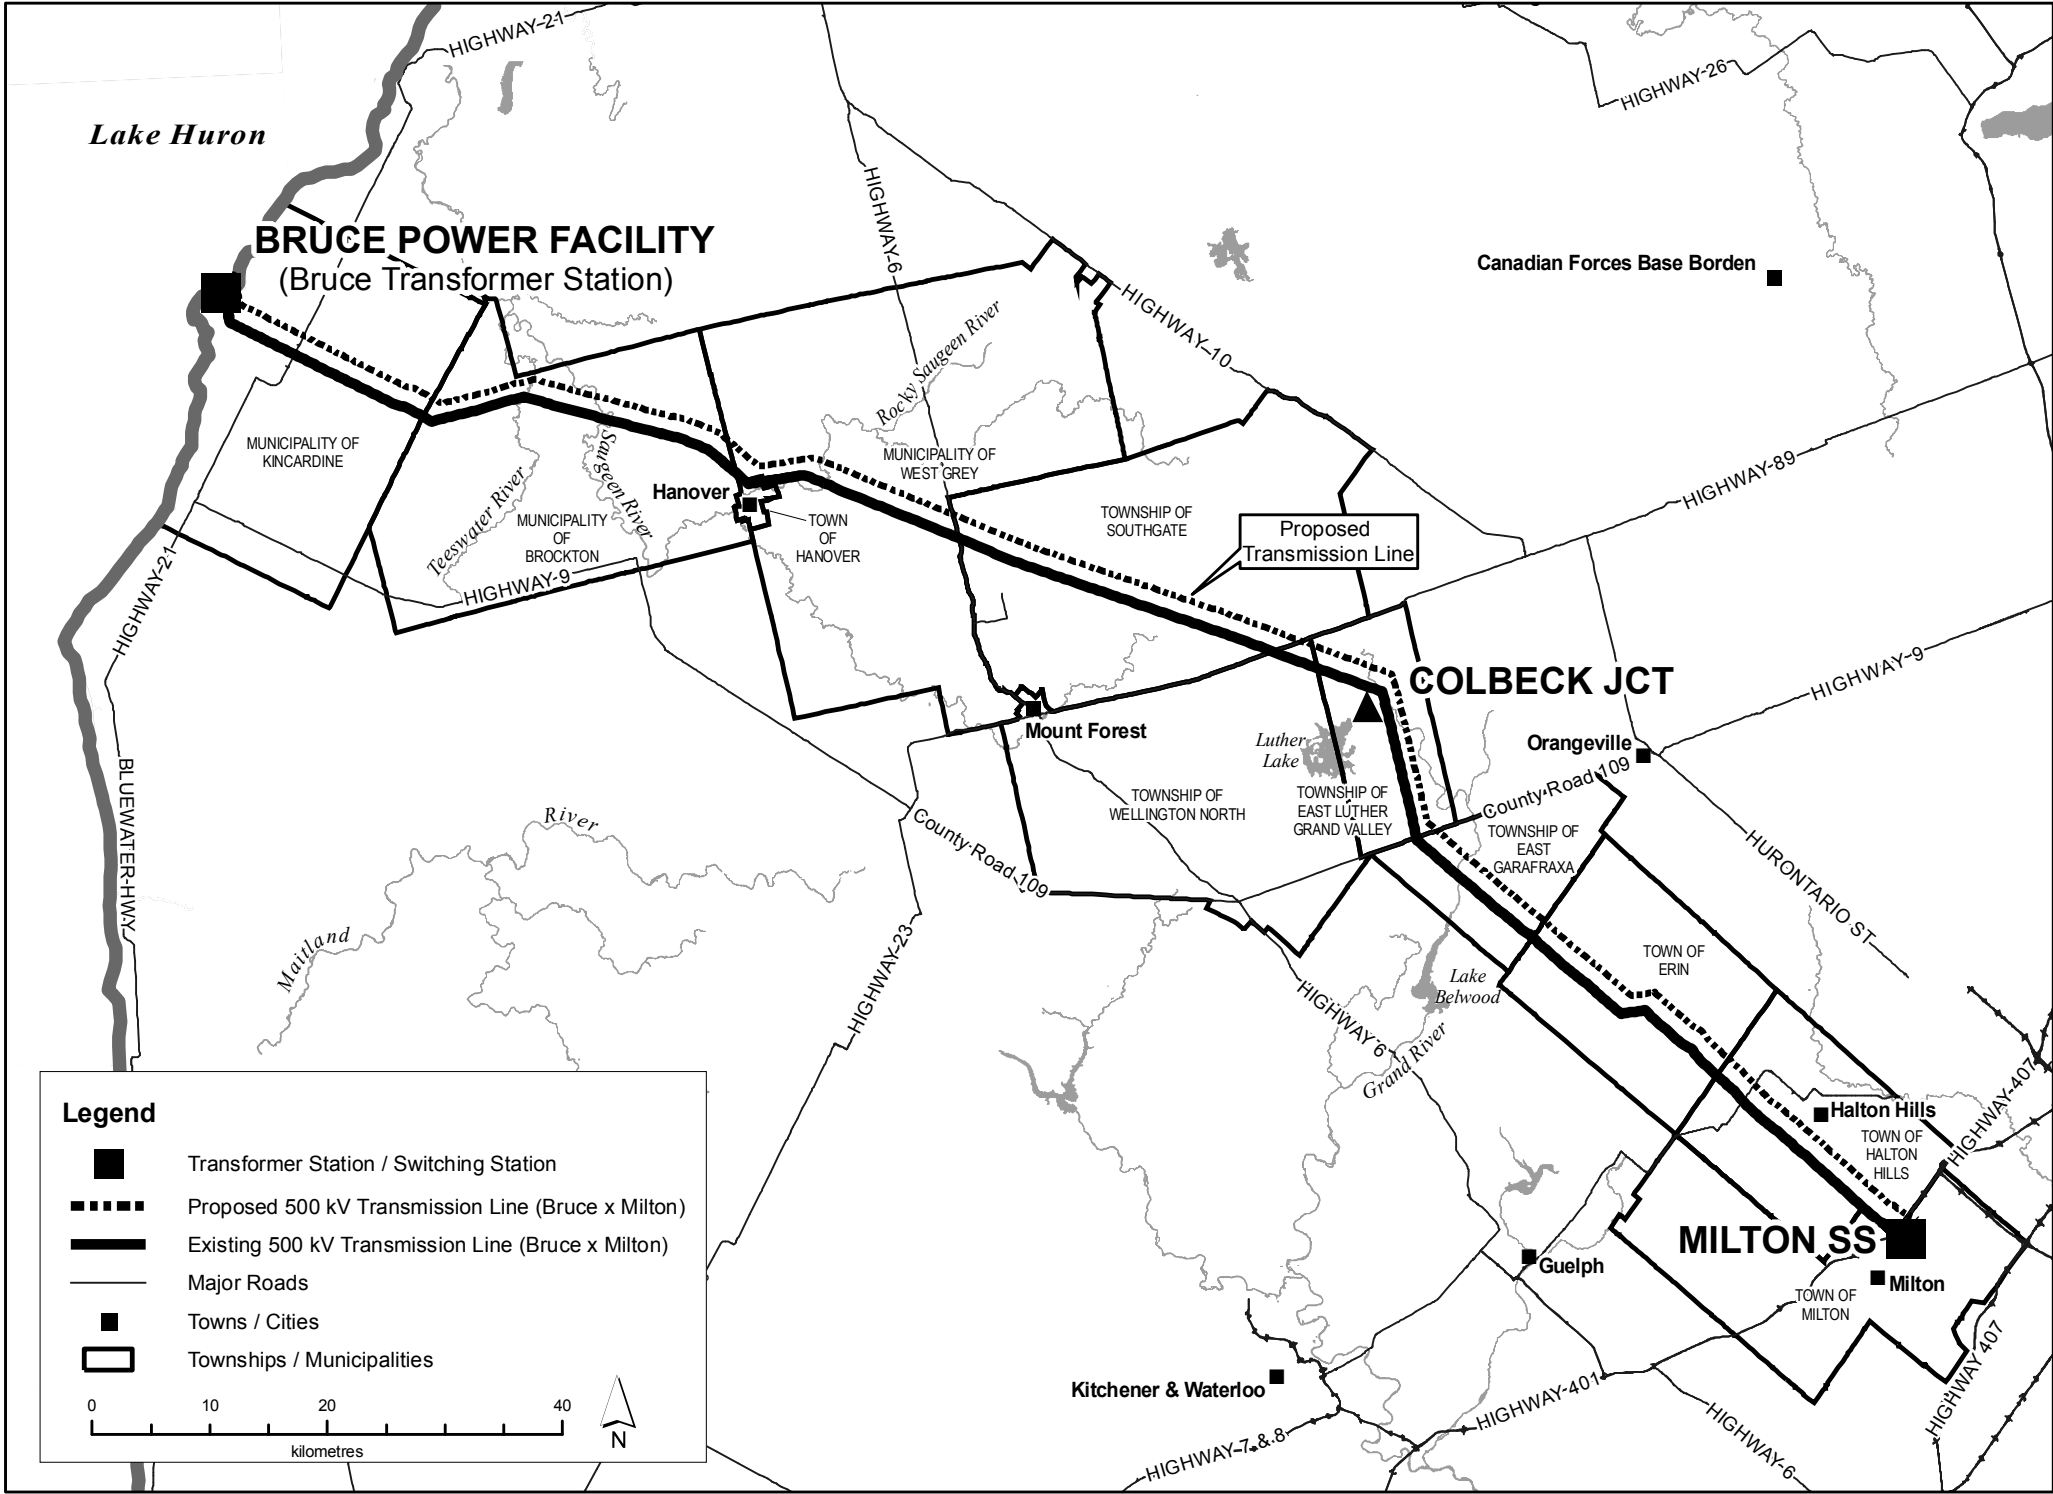 HIGHWAY-21
HIGHWAY-26
Lake Huron
HIGHWAY-6
BRUCE POWER FACILITY
(Bruce Transformer Station)
Canadian Forces Base Borden
HIGHWAY-10
Rocky Saugeen River
MUNICIPALITY OF
KINCARDINE
MUNICIPALITY OF
WEST GREY
HIGHWAY-89
Saugeen River
Teeswater River
Hanover
MUNICIPALITY
OF
BROCKTON
TOWN
OF
HANOVER
TOWNSHIP OF
SOUTHGATE
Proposed
Transmission Line
HIGHWAY-21
HIGHWAY-9
HIGHWAY-9
COLBECK JCT
Mount Forest
Luther
Lake
Orangeville
County Road 109
BLUEWATER HWY
TOWNSHIP OF
WELLINGTON NORTH
TOWNSHIP OF
EAST LUTHER
GRAND VALLEY
TOWNSHIP OF
EAST
GARAFRAXA
River
Maitland
County Road 109
HURONTARIO ST
HIGHWAY-23
TOWN OF
ERIN
Lake
Belwood
HIGHWAY 6
Grand River
HIGHWAY-407
Halton Hills
TOWN OF
HALTON
HILLS
MILTON SS
Guelph
Milton
TOWN OF
MILTON
HIGHWAY 407
Kitchener & Waterloo
HIGHWAY-401
HIGHWAY-7 & 8
HIGHWAY-6
Legend
Transformer Station / Switching Station
Proposed 500 kV Transmission Line (Bruce x Milton)
Existing 500 kV Transmission Line (Bruce x Milton)
Major Roads
Towns / Cities
Townships / Municipalities
0 10 20 40
kilometres
N